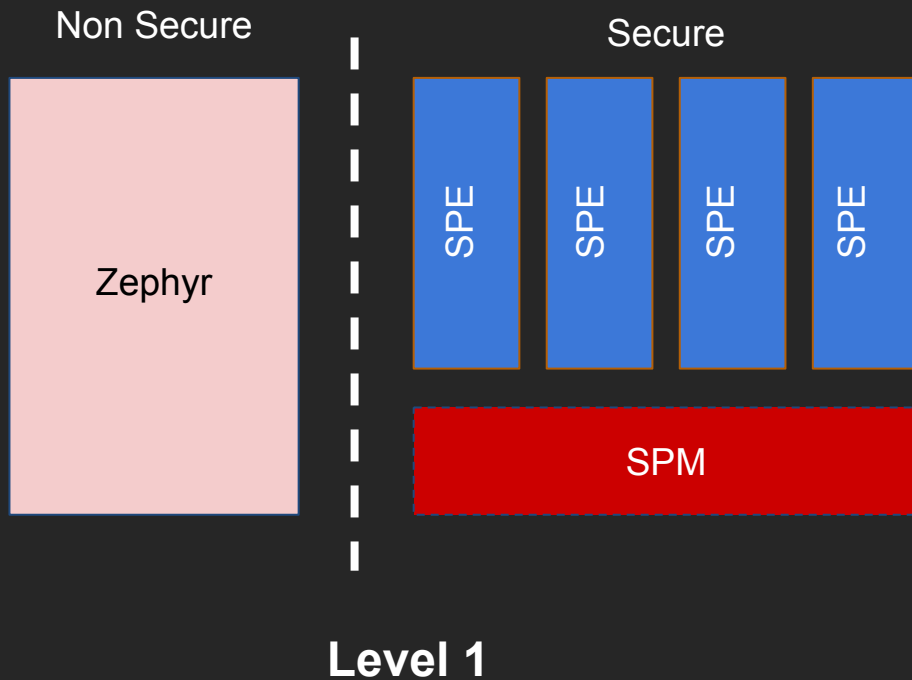 Non Secure
Secure
Zephyr
SPE
SPE
SPE
SPE
SPM
Level 1